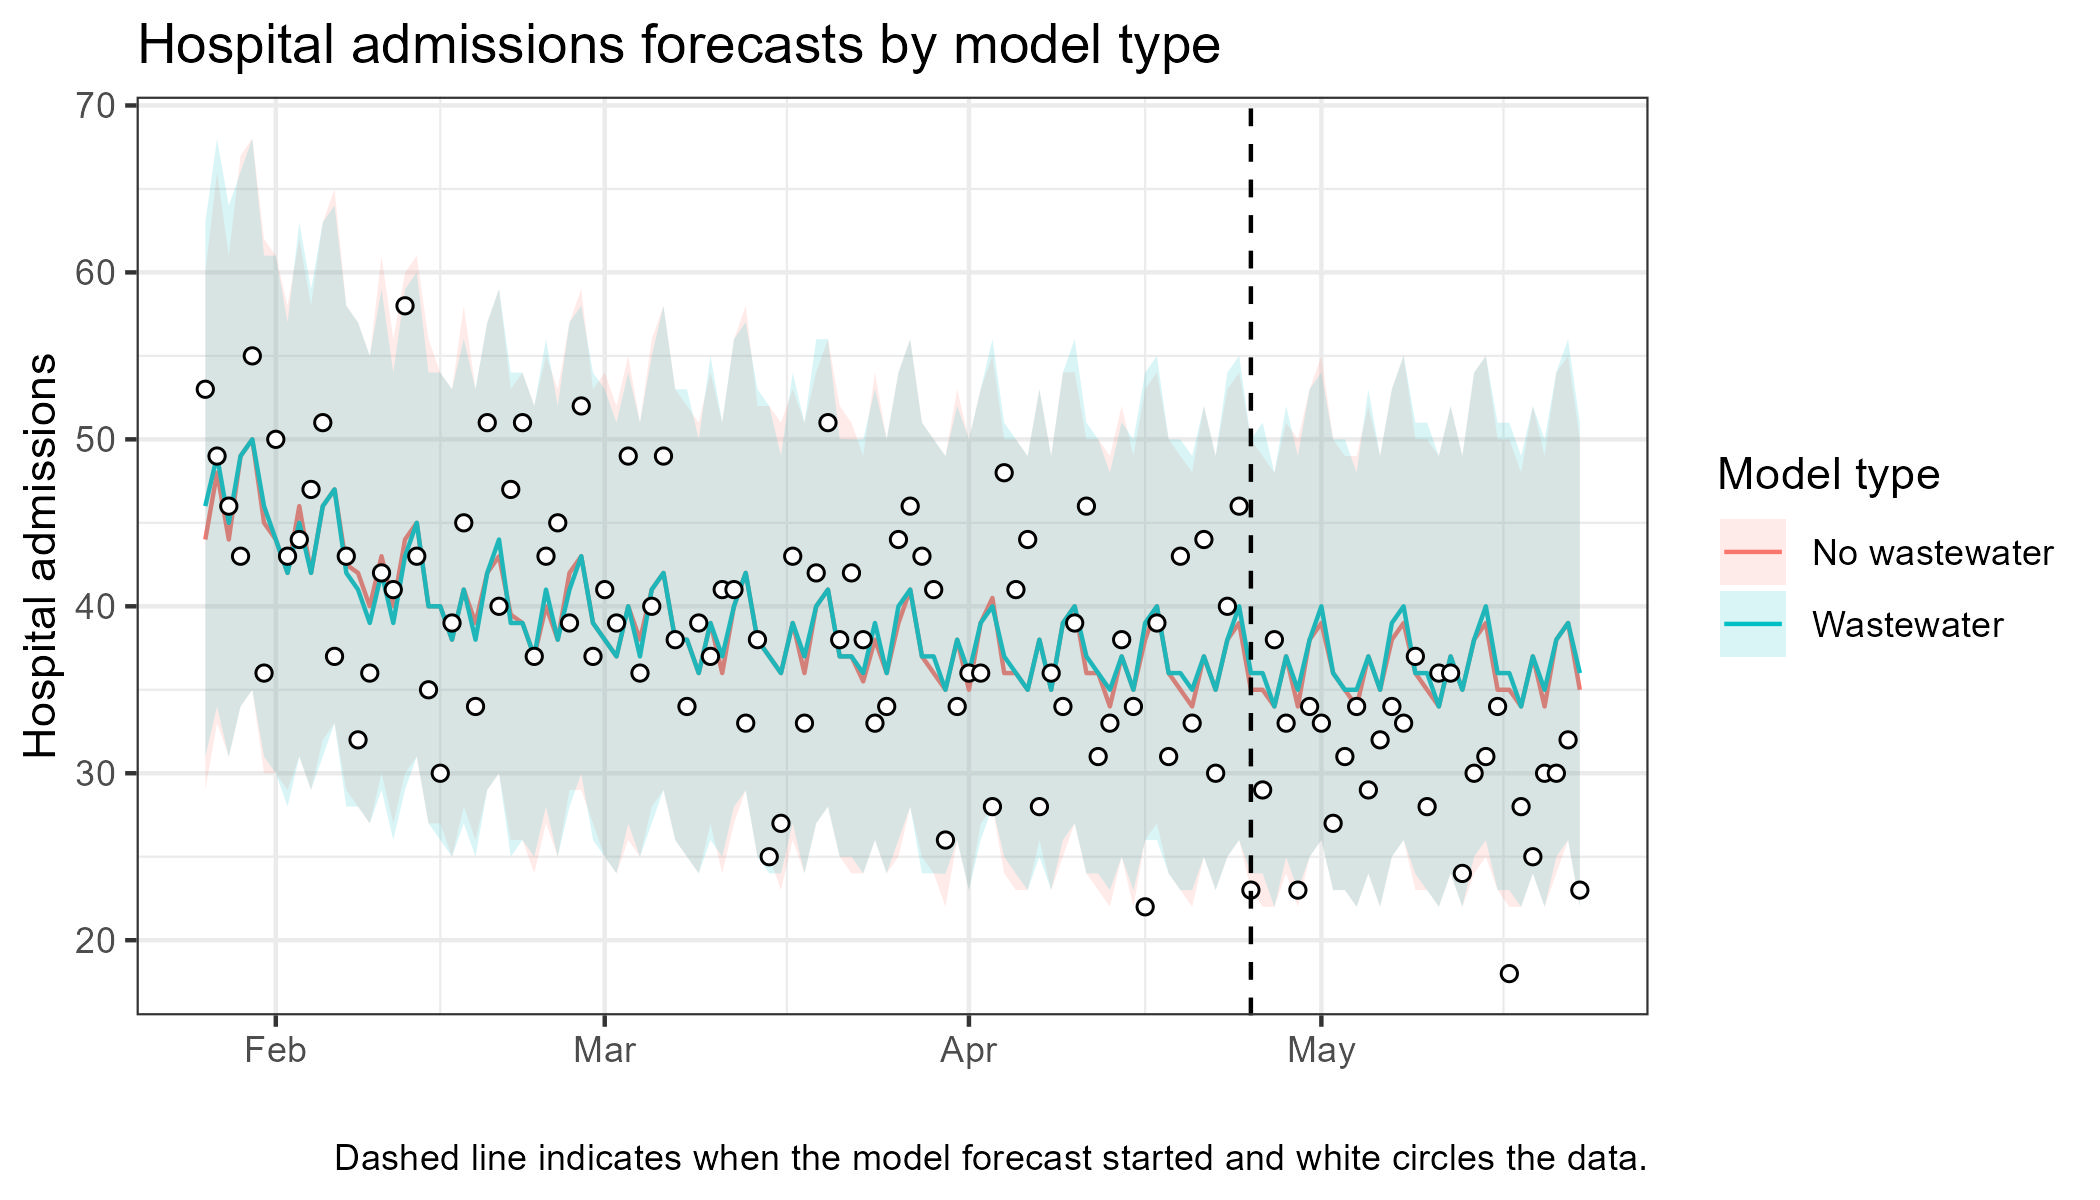 Hospital admissions forecasts by model type
Hospital admissions
70
60
50
40
30
20
Feb Mar Apr May
Model type
No wastewater
Wastewater
Dashed line indicates when the model forecast started and white circles the data.